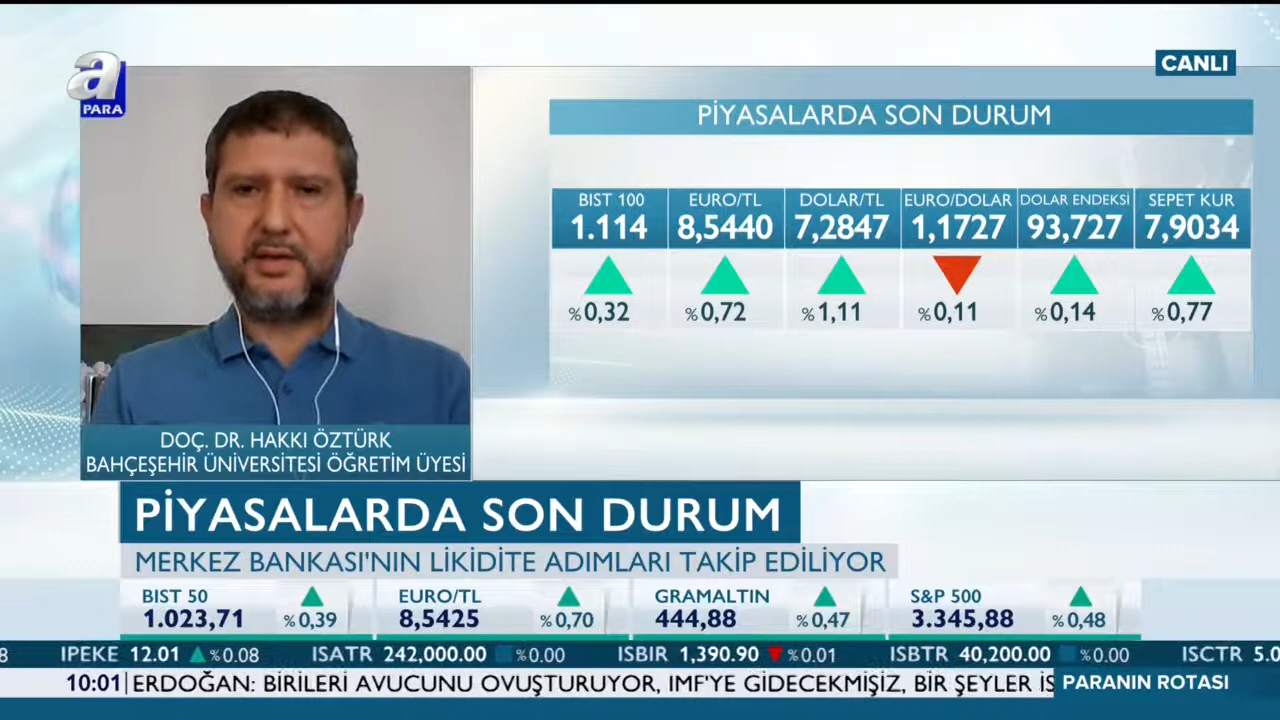 a
PARA
CANLI
PİYASALARDA SON DURUM
BIST 100 EURO/TL DOLAR/TL EURO/DOLAR DOLAR ENDEKSİ SEPET KUR
1.114 8,5440 7,2847 1,1727 93,727 7,9034
%0,32 %0,72 %1,11 %0,11 %0,14 %0,77
DOÇ. DR. HAKKI ÖZTÜRK
BAHÇEŞEHİR ÜNİVERSİTESİ ÖĞRETİM ÜYESİ
PİYASALARDA SON DURUM
MERKEZ BANKASI'NIN LİKİDİTE ADIMLARI TAKİP EDİLİYOR
BIST 50 EURO/TL GRAMALTIN S&P 500
1.023,71 %0,39 8,5425 %0,70 444,88 %0,47 3.345,88 %0,48
8 IPEKE 12.01 %0.08 ISATR 242,000.00 %0.00 ISBIR 1,390.90 %0.01 ISBTR 40,200.00 %0.00 ISCTR 5.0
10:01 ERDOĞAN: BİRİLERİ AVUCUNU OVUŞTURUYOR, IMF'YE GİDECEKMİŞİZ, BİR ŞEYLER İS PARANIN ROTASI